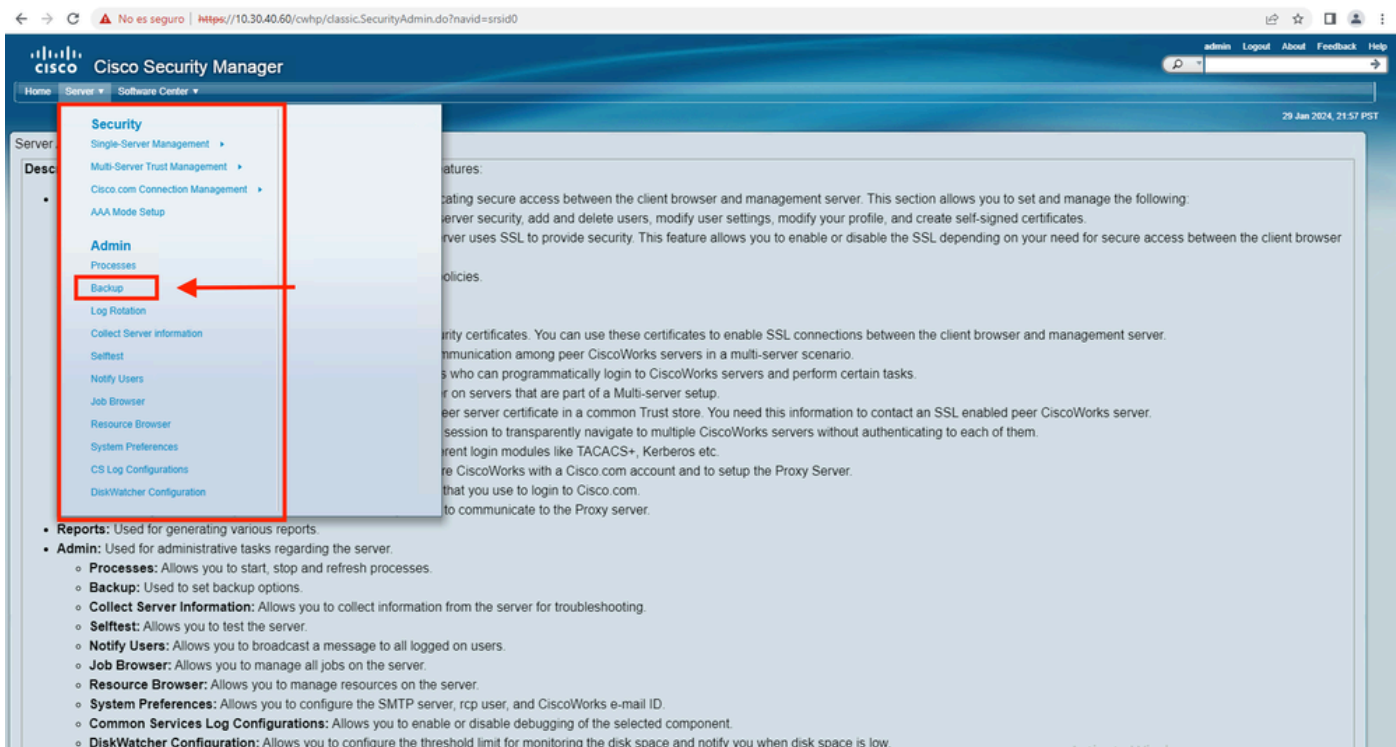 No es seguro | https://10.30.40.60/cwhp/classic.SecurityAdmin.do?navid=srsid0
admin Logout About Feedback Help
cisco Cisco Security Manager
Home Server Software Center
29 Jan 2024, 21:57 PST
Security
Server
Single-Server Management
Desc atures:
Multi-Server Trust Management
Cisco.com Connection Management
cating secure access between the client browser and management server. This section allows you to set and manage the following:
AAA Mode Setup
erver security, add and delete users, modify user settings, modify your profile, and create self-signed certificates.
Admin
rver uses SSL to provide security. This feature allows you to enable or disable the SSL depending on your need for secure access between the client browser
Processes
olicies.
Backup
Log Rotation
Collect Server information
rity certificates. You can use these certificates to enable SSL connections between the client browser and management server.
Selftest
mmunication among peer CiscoWorks servers in a multi-server scenario.
Notify Users
s who can programmatically login to CiscoWorks servers and perform certain tasks.
r on servers that are part of a Multi-server setup.
Job Browser
eer server certificate in a common Trust store. You need this information to contact an SSL enabled peer CiscoWorks server.
Resource Browser
session to transparently navigate to multiple CiscoWorks servers without authenticating to each of them.
System Preferences
erent login modules like TACACS+, Kerberos etc.
CS Log Configurations
re CiscoWorks with a Cisco.com account and to setup the Proxy Server.
DiskWatcher Configuration
that you use to login to Cisco.com.
to communicate to the Proxy server.
• Reports: Used for generating various reports.
• Admin: Used for administrative tasks regarding the server.
◦ Processes: Allows you to start, stop and refresh processes.
◦ Backup: Used to set backup options.
◦ Collect Server Information: Allows you to collect information from the server for troubleshooting.
◦ Selftest: Allows you to test the server.
◦ Notify Users: Allows you to broadcast a message to all logged on users.
◦ Job Browser: Allows you to manage all jobs on the server.
◦ Resource Browser: Allows you to manage resources on the server.
◦ System Preferences: Allows you to configure the SMTP server, rcp user, and CiscoWorks e-mail ID.
◦ Common Services Log Configurations: Allows you to enable or disable debugging of the selected component.
◦ DiskWatcher Configuration: Allows you to configure the threshold limit for monitoring the disk space and notify you when disk space is low.